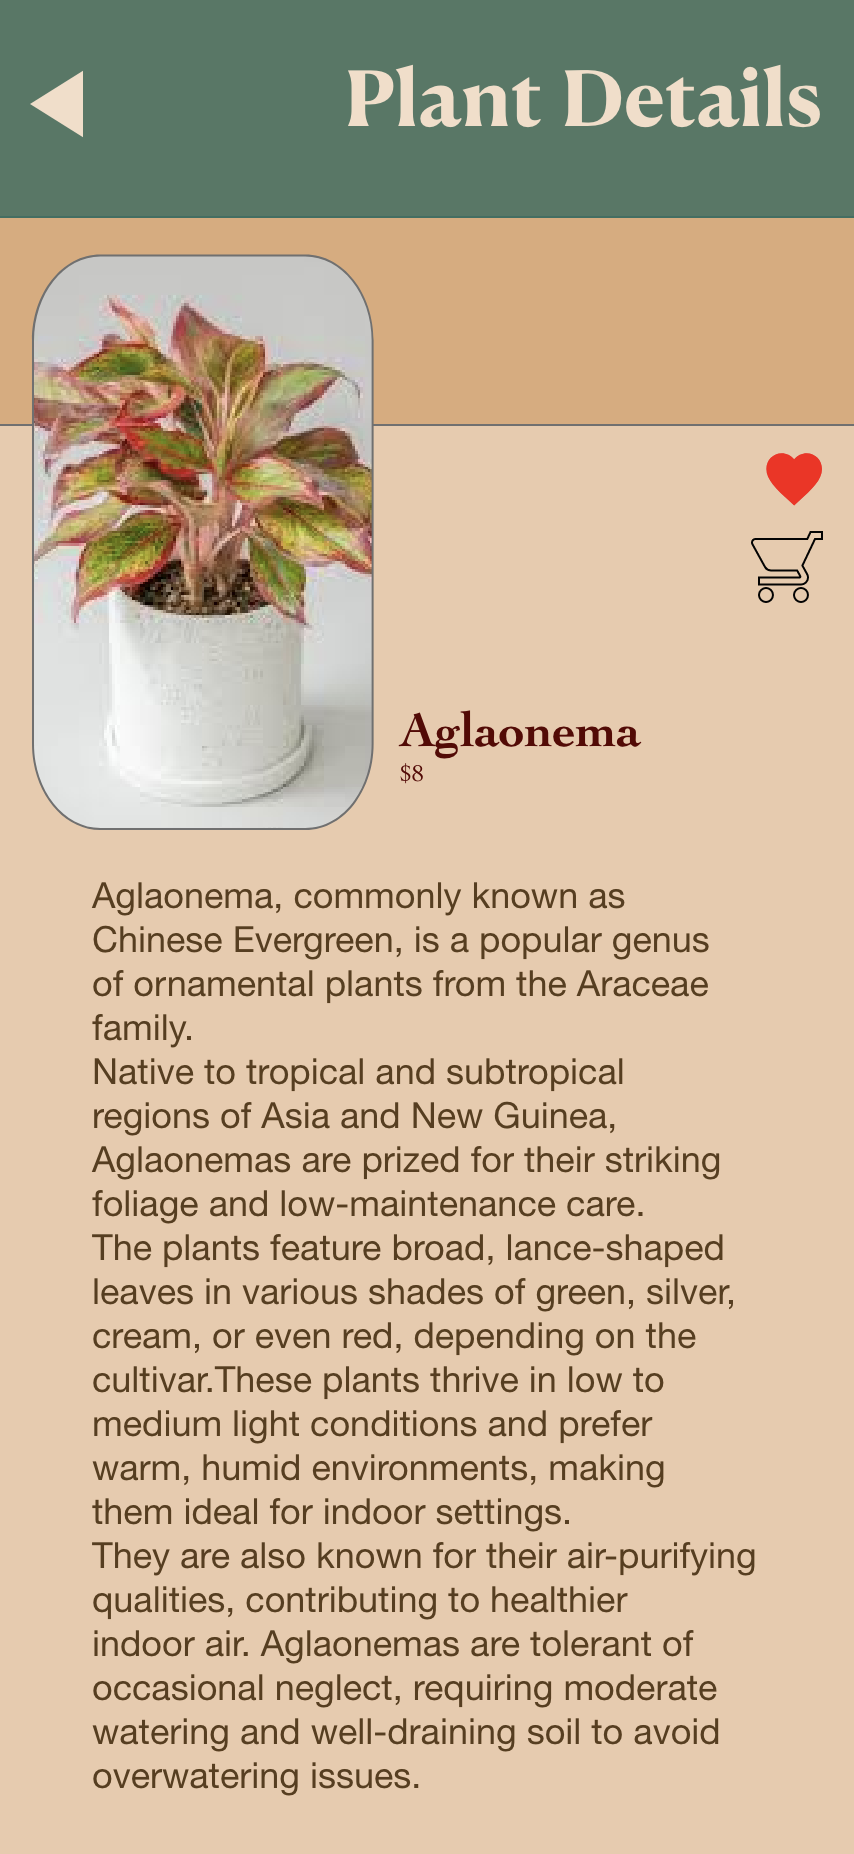 Plant Details
Aglaonema
$8
Aglaonema, commonly known as
Chinese Evergreen, is a popular genus
of ornamental plants from the Araceae
family.
Native to tropical and subtropical
regions of Asia and New Guinea,
Aglaonemas are prized for their striking
foliage and low-maintenance care.
The plants feature broad, lance-shaped
leaves in various shades of green, silver,
cream, or even red, depending on the
cultivar.These plants thrive in low to
medium light conditions and prefer
warm, humid environments, making
them ideal for indoor settings.
They are also known for their air-purifying
qualities, contributing to healthier
indoor air. Aglaonemas are tolerant of
occasional neglect, requiring moderate
watering and well-draining soil to avoid
overwatering issues.